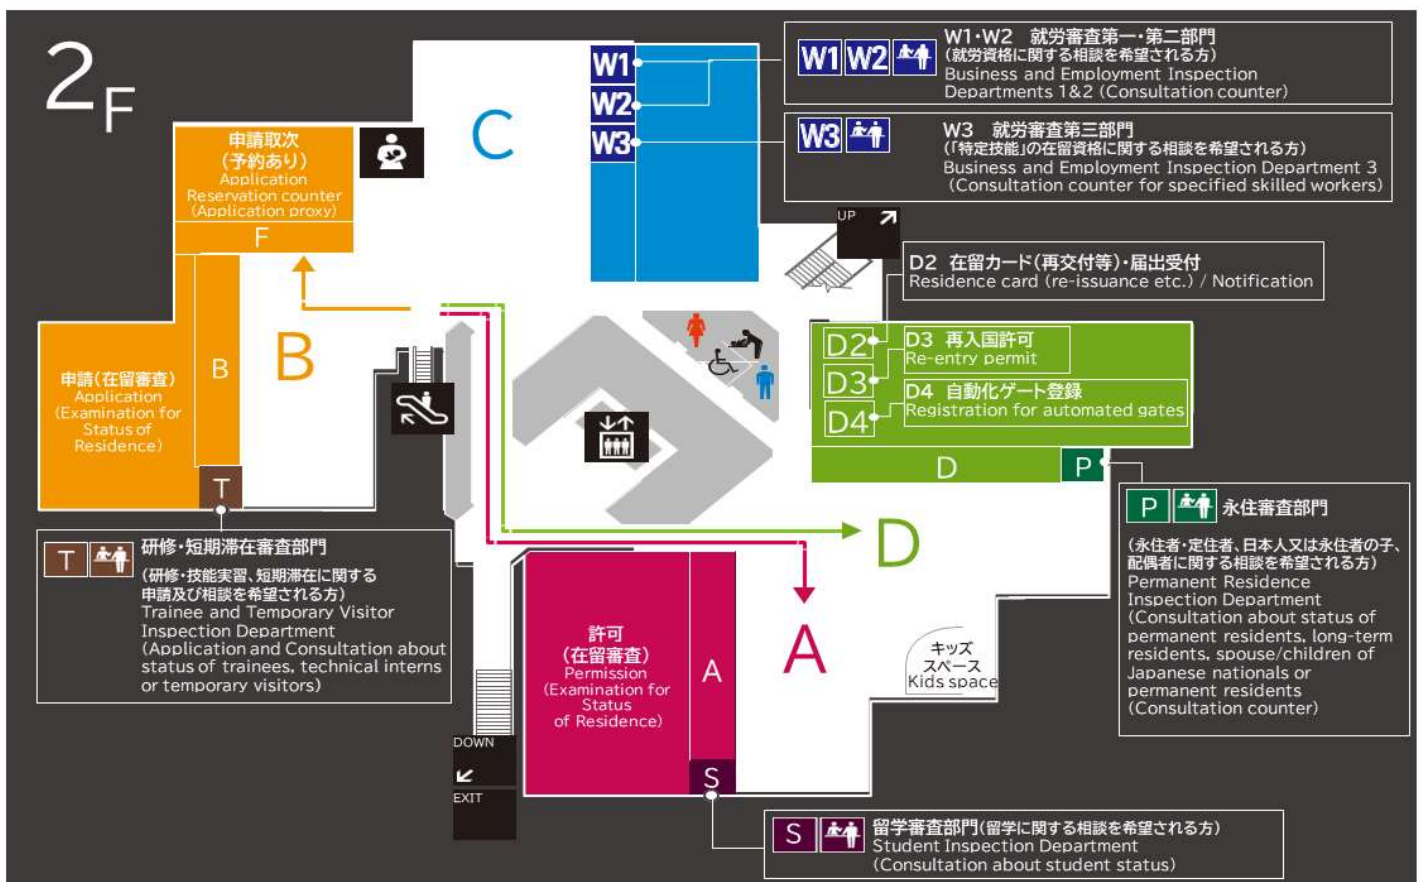 2F
W1
W2
W3
C
W1 W2
W1・W2 就労審査第一・第二部門
(就労資格に関する相談を希望される方)
Business and Employment Inspection
Departments 1&2 (Consultation counter)
W3
W3 就労審査第三部門
(「特定技能」の在留資格に関する相談を希望される方)
Business and Employment Inspection Department 3
(Consultation counter for specified skilled workers)
申請取次
(予約あり)
Application
Reservation counter
(Application proxy)
F
UP
D2 在留カード(再交付等)・届出受付
Residence card (re-issuance etc.) / Notification
申請(在留審査)
Application
(Examination for
Status of
Residence)
B
B
T
D2
D3
D4
D3 再入国許可
Re-entry permit
D4 自動化ゲート登録
Registration for automated gates
D
P
D
T
研修・短期滞在審査部門
(研修・技能実習、短期滞在に関する
申請及び相談を希望される方)
Trainee and Temporary Visitor
Inspection Department
(Application and Consultation about
status of trainees, technical interns
or temporary visitors)
P
永住審査部門
(永住者・定住者、日本人又は永住者の子、
配偶者に関する相談を希望される方)
Permanent Residence
Inspection Department
(Consultation about status of
permanent residents, long-term
residents, spouse/children of
Japanese nationals or
permanent residents
(Consultation counter)
許可
(在留審査)
Permission
(Examination for
Status
of Residence)
A
A
キッズ
スペース
Kids space
DOWN
EXIT
S
S
留学審査部門(留学に関する相談を希望される方)
Student Inspection Department
(Consultation about student status)